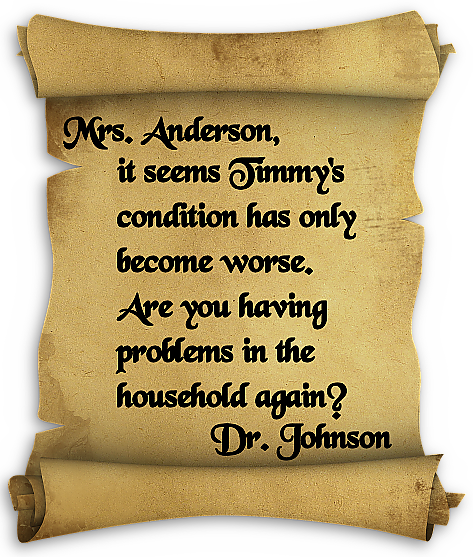 Mrs. Anderson,
it seems Timmy's
condition has only
become worse.
Are you having
problems in the
household again?
Dr. Johnson